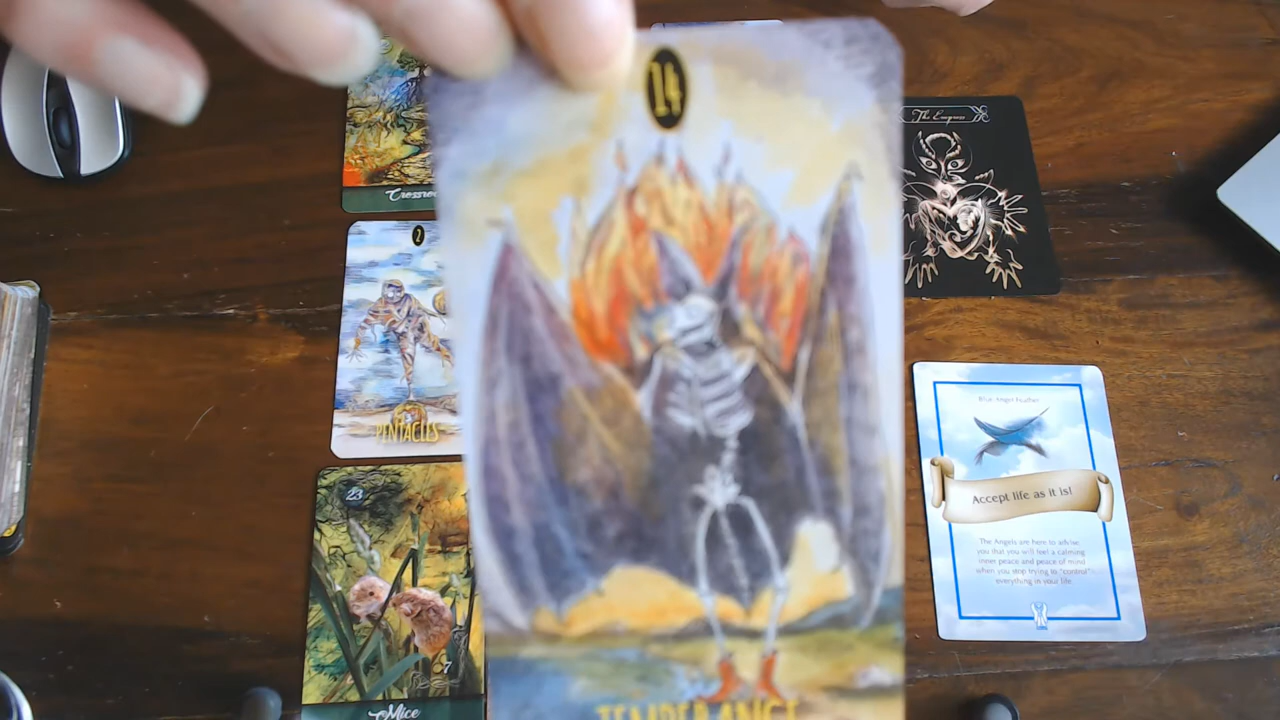 14
The Empress
2
PENTACLES
Blue Angel Feather
Accept life as it is!
The Angels are here to advise
you that you will feel a calming
inner peace and peace of mind
when you stop trying to "control"
everything in your life.
23
7
Mice
TEMPERANCE